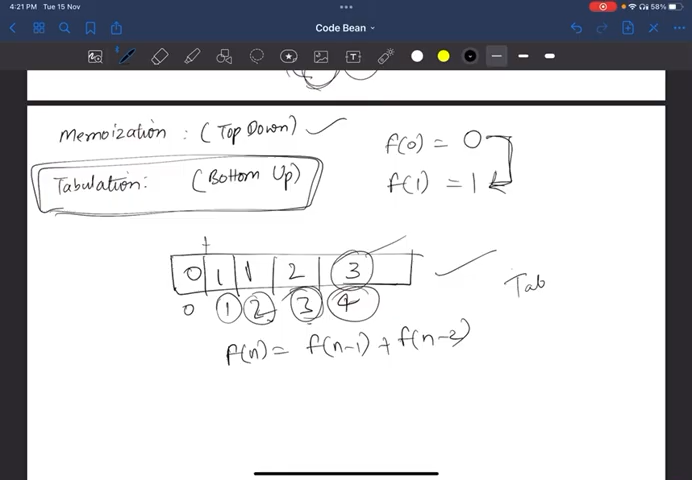 4:21 PM Tue 15 Nov
58%
Code Bean
Memoization : (Top Down)
f(0) = 0
Tabulation: (Bottom Up)
f(1) = 1
0 1 1 2 3
0 1 2 3 4
Tab
f(n) = f(n-1) + f(n-2)